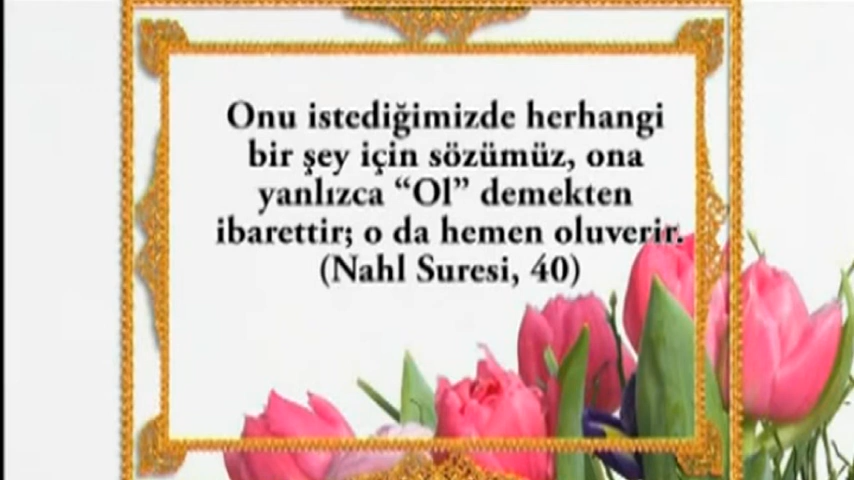 Onu istediğimizde herhangi
bir şey için sözümüz, ona
yanlızca “Ol” demekten
ibarettir; o da hemen oluverir.
(Nahl Suresi, 40)